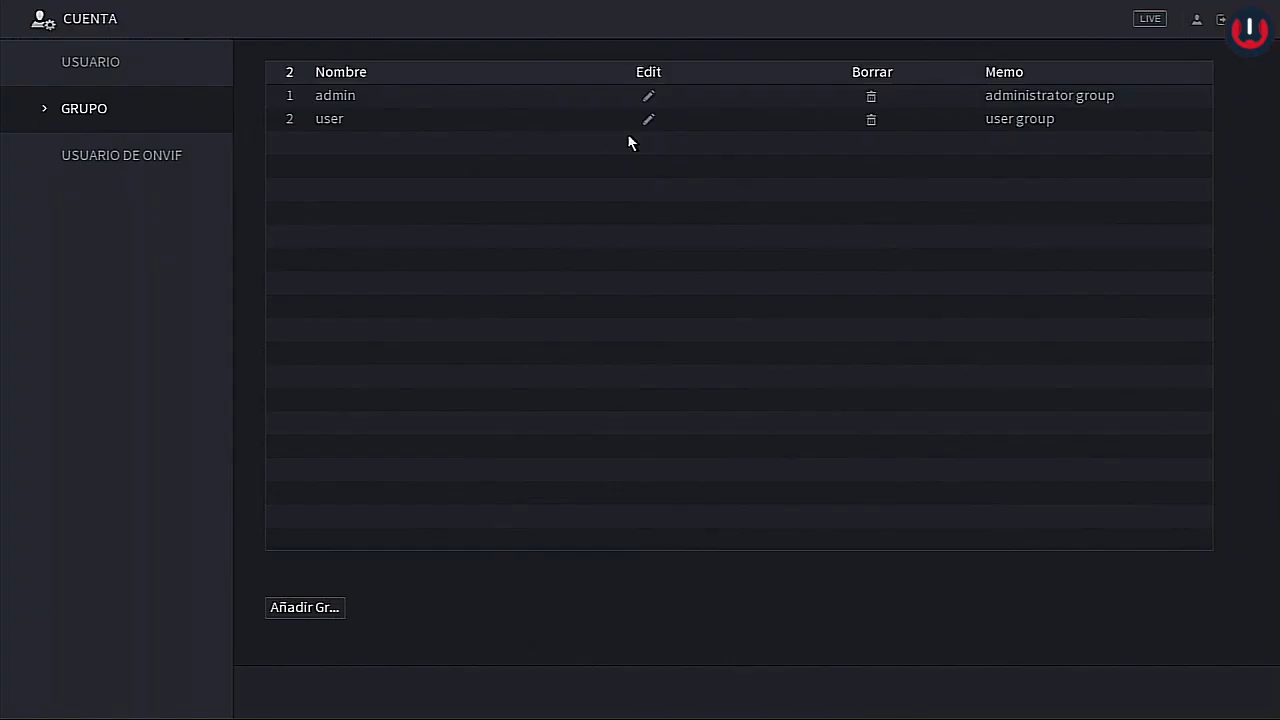 CUENTA
LIVE
USUARIO
GRUPO
USUARIO DE ONVIF
2 Nombre Edit Borrar Memo
1 admin administrator group
2 user user group
Añadir Gr...